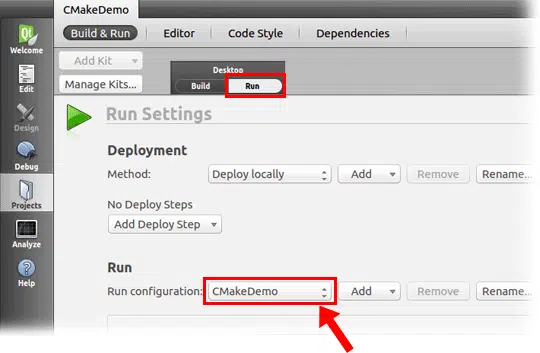 CMakeDemo
Build & Run Editor Code Style Dependencies
Qt
Welcome
Edit
Design
Debug
Projects
Analyze
Help
Add Kit
Manage Kits...
Desktop
Build Run
Run Settings
Deployment
Method: Deploy locally Add Remove Rename...
No Deploy Steps
Add Deploy Step
Run
Run configuration: CMakeDemo Add Remove Rename...